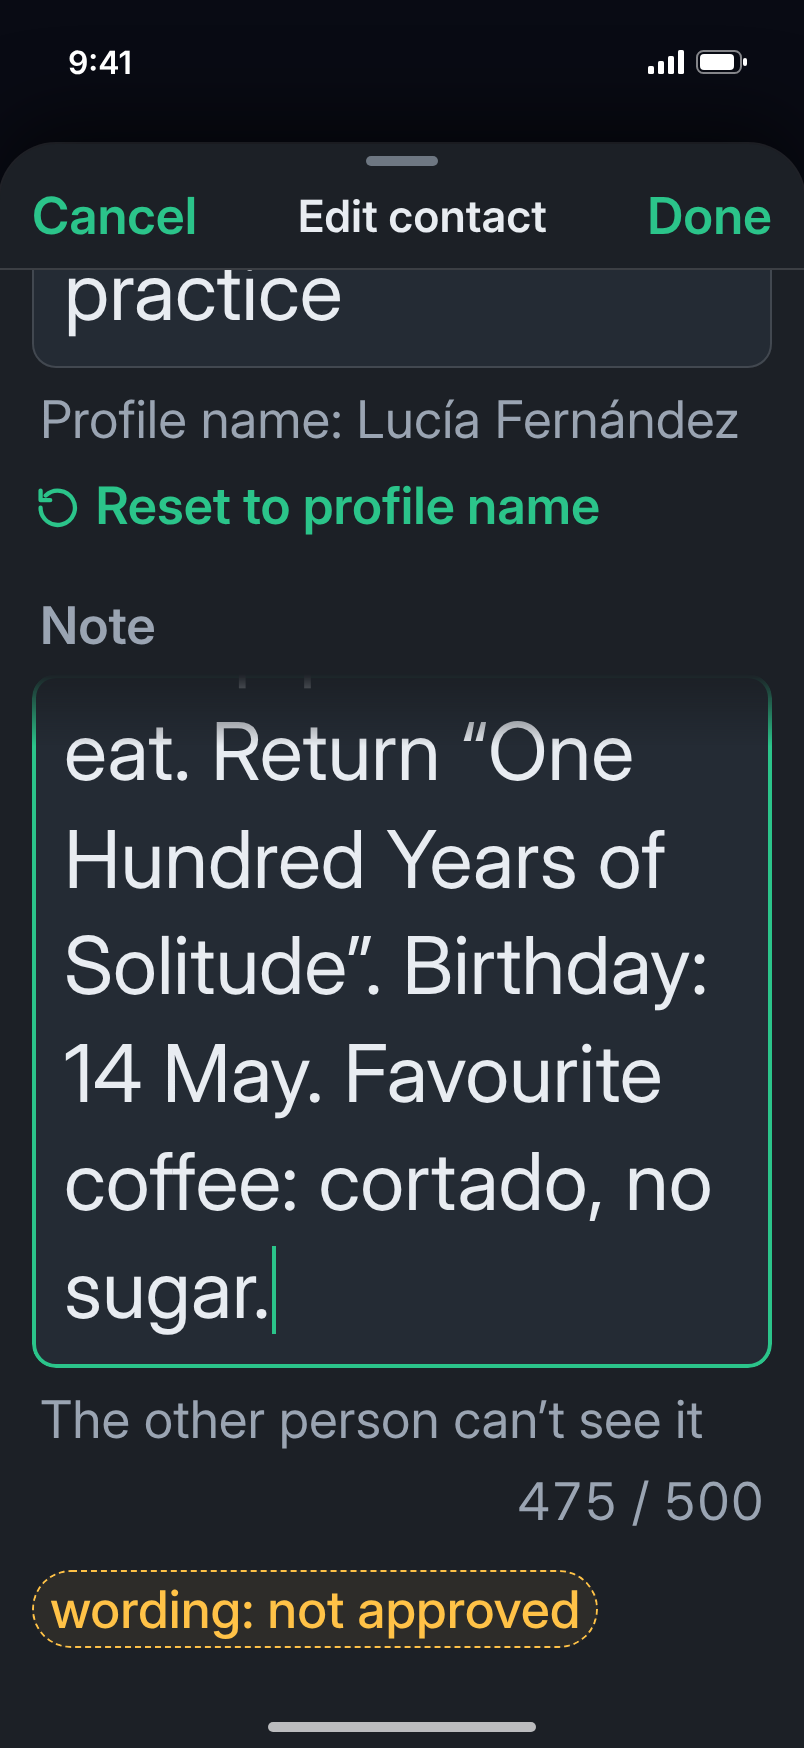 9:41
Cancel
Edit contact
Done
practice
Profile name: Lucía Fernández
Reset to profile name
Note
eat. Return “One
Hundred Years of
Solitude”. Birthday:
14 May. Favourite
coffee: cortado, no
sugar.
The other person can’t see it
475 / 500
wording: not approved